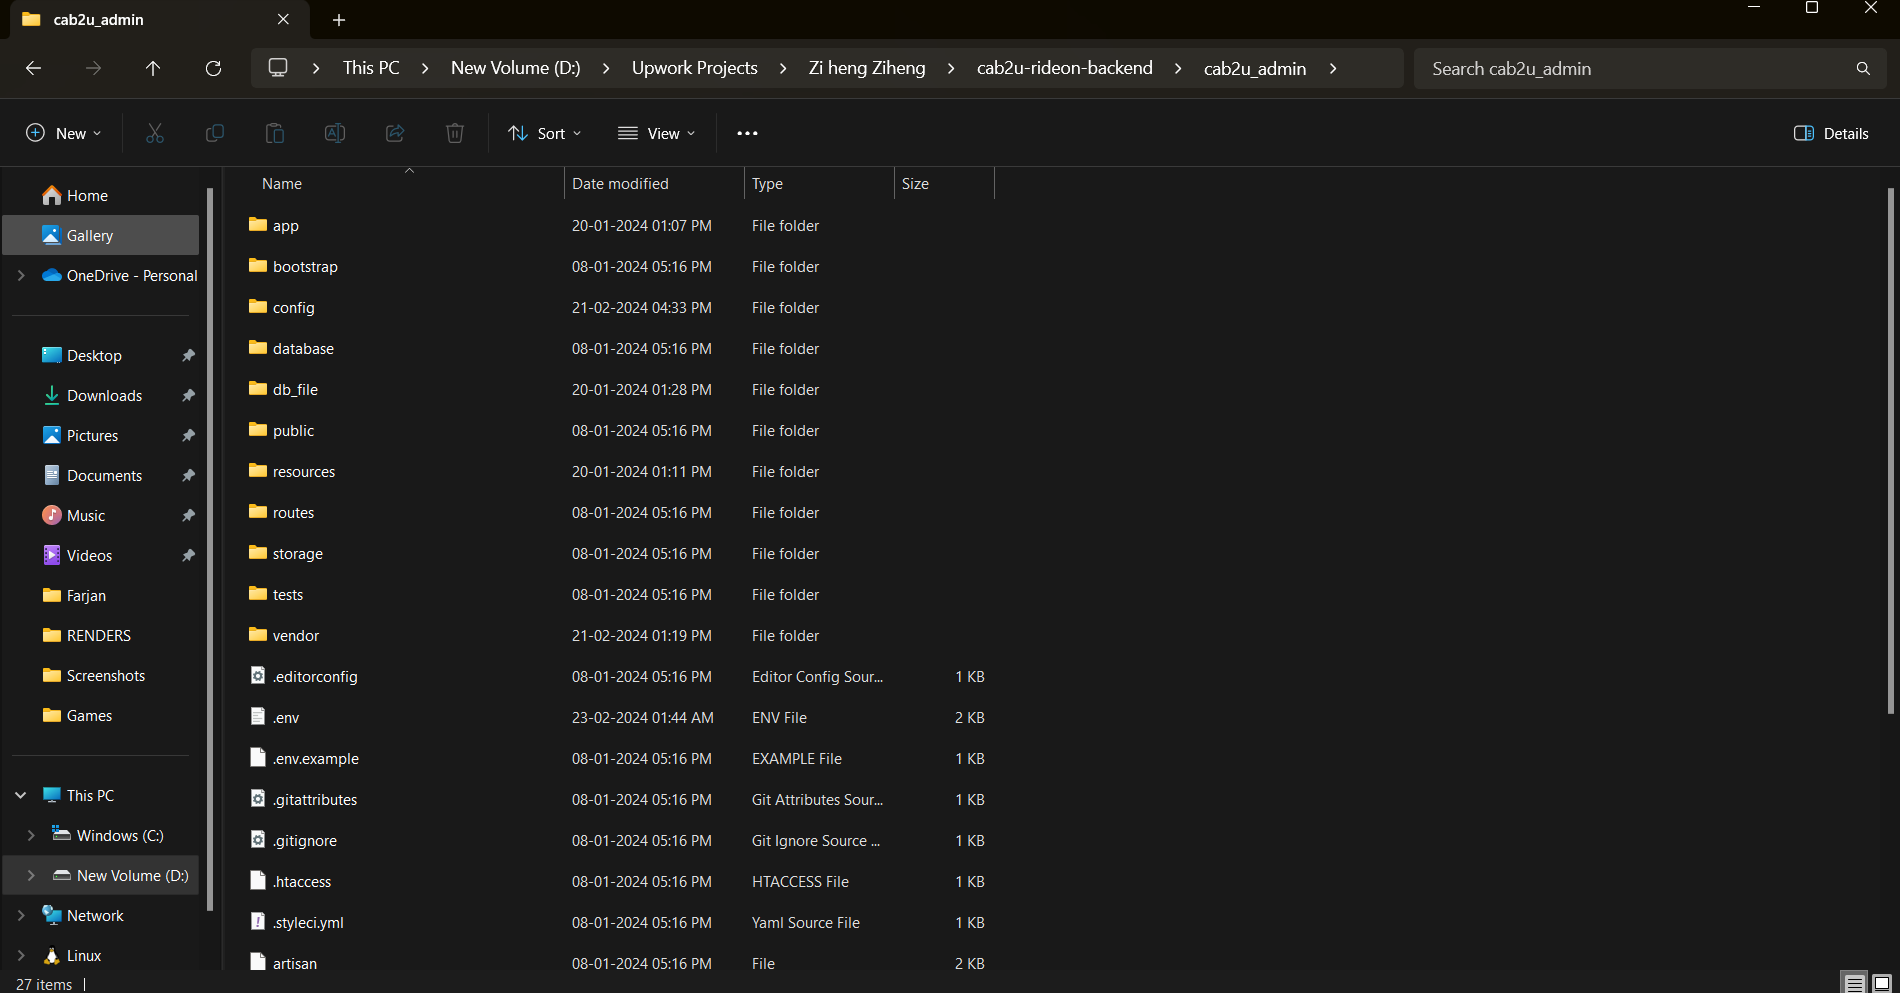 cab2u_admin
This PC New Volume (D:) Upwork Projects Zi heng Ziheng cab2u-rideon-backend cab2u_admin Search cab2u_admin
New Sort View Details
Name Date modified Type Size
Home
Gallery
OneDrive - Personal
Desktop
Downloads
Pictures
Documents
Music
Videos
Farjan
RENDERS
Screenshots
Games
This PC
Windows (C:)
New Volume (D:)
Network
Linux
app 20-01-2024 01:07 PM File folder
bootstrap 08-01-2024 05:16 PM File folder
config 21-02-2024 04:33 PM File folder
database 08-01-2024 05:16 PM File folder
db_file 20-01-2024 01:28 PM File folder
public 08-01-2024 05:16 PM File folder
resources 20-01-2024 01:11 PM File folder
routes 08-01-2024 05:16 PM File folder
storage 08-01-2024 05:16 PM File folder
tests 08-01-2024 05:16 PM File folder
vendor 21-02-2024 01:19 PM File folder
.editorconfig 08-01-2024 05:16 PM Editor Config Sour... 1 KB
.env 23-02-2024 01:44 AM ENV File 2 KB
.env.example 08-01-2024 05:16 PM EXAMPLE File 1 KB
.gitattributes 08-01-2024 05:16 PM Git Attributes Sour... 1 KB
.gitignore 08-01-2024 05:16 PM Git Ignore Source ... 1 KB
.htaccess 08-01-2024 05:16 PM HTACCESS File 1 KB
.styleci.yml 08-01-2024 05:16 PM Yaml Source File 1 KB
artisan 08-01-2024 05:16 PM File 2 KB
27 items